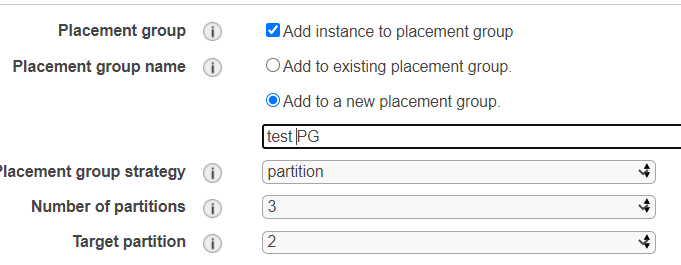 Placement group i Add instance to placement group
Placement group name i Add to existing placement group.
Add to a new placement group.
test PG
Placement group strategy i partition
Number of partitions i 3
Target partition i 2